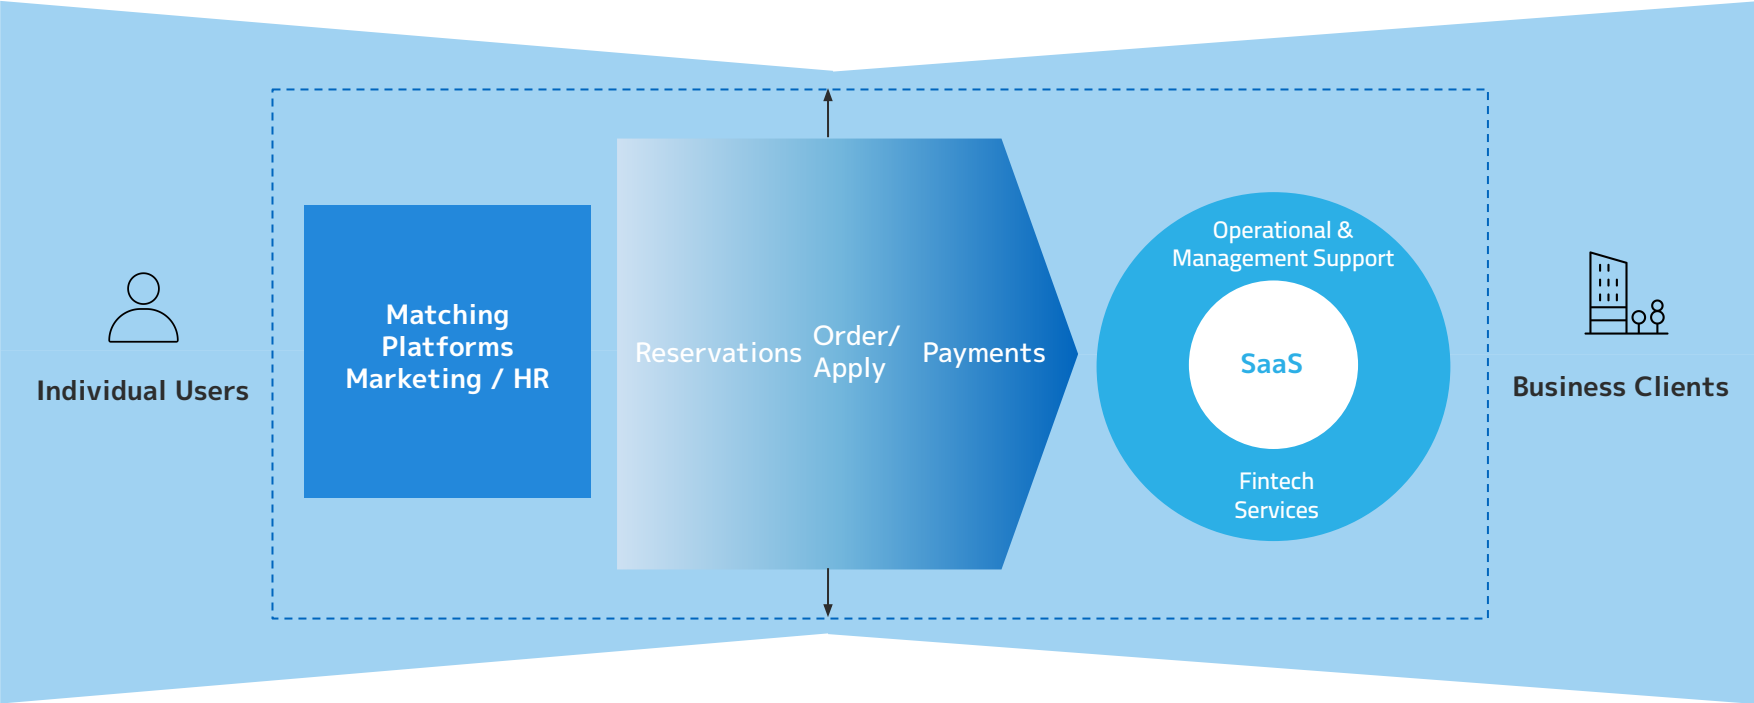 Individual Users
Matching
Platforms
Marketing / HR
Reservations
Order/
Apply
Payments
Operational &
Management Support
SaaS
Fintech
Services
Business Clients